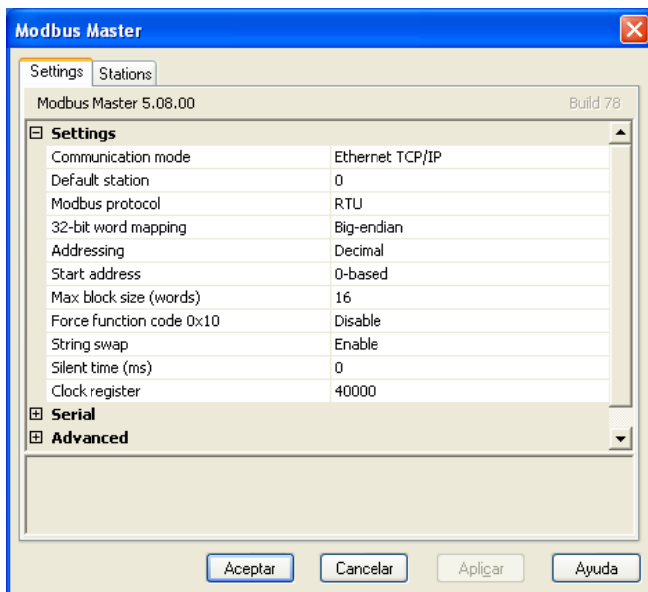 Modbus Master
Settings Stations
Modbus Master 5.08.00 Build 78
Settings
Communication mode Ethernet TCP/IP
Default station 0
Modbus protocol RTU
32-bit word mapping Big-endian
Addressing Decimal
Start address 0-based
Max block size (words) 16
Force function code 0x10 Disable
String swap Enable
Silent time (ms) 0
Clock register 40000
Serial
Advanced
Aceptar Cancelar Aplicar Ayuda